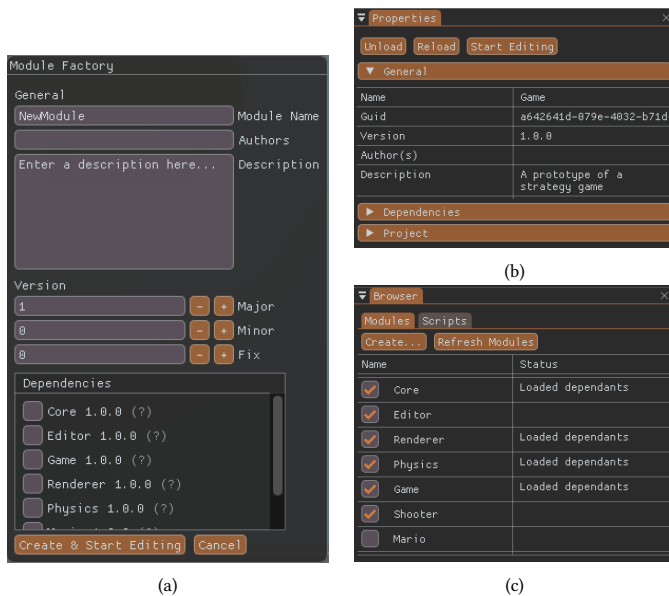 Module Factory
General
NewModule Module Name
Authors
Enter a description here... Description
Version
1 - + Major
0 - + Minor
0 - + Fix
Dependencies
Core 1.0.0 (?)
Editor 1.0.0 (?)
Game 1.0.0 (?)
Renderer 1.0.0 (?)
Physics 1.0.0 (?)
Create & Start Editing Cancel
(a)
Properties
Unload Reload Start Editing
General
Name Game
Guid a642641d-079e-4032-b71d
Version 1.0.0
Author(s)
Description A prototype of a
strategy game
Dependencies
Project
(b)
Browser
Modules Scripts
Create... Refresh Modules
Name Status
Core Loaded dependants
Editor
Renderer Loaded dependants
Physics Loaded dependants
Game Loaded dependants
Shooter
Mario
(c)